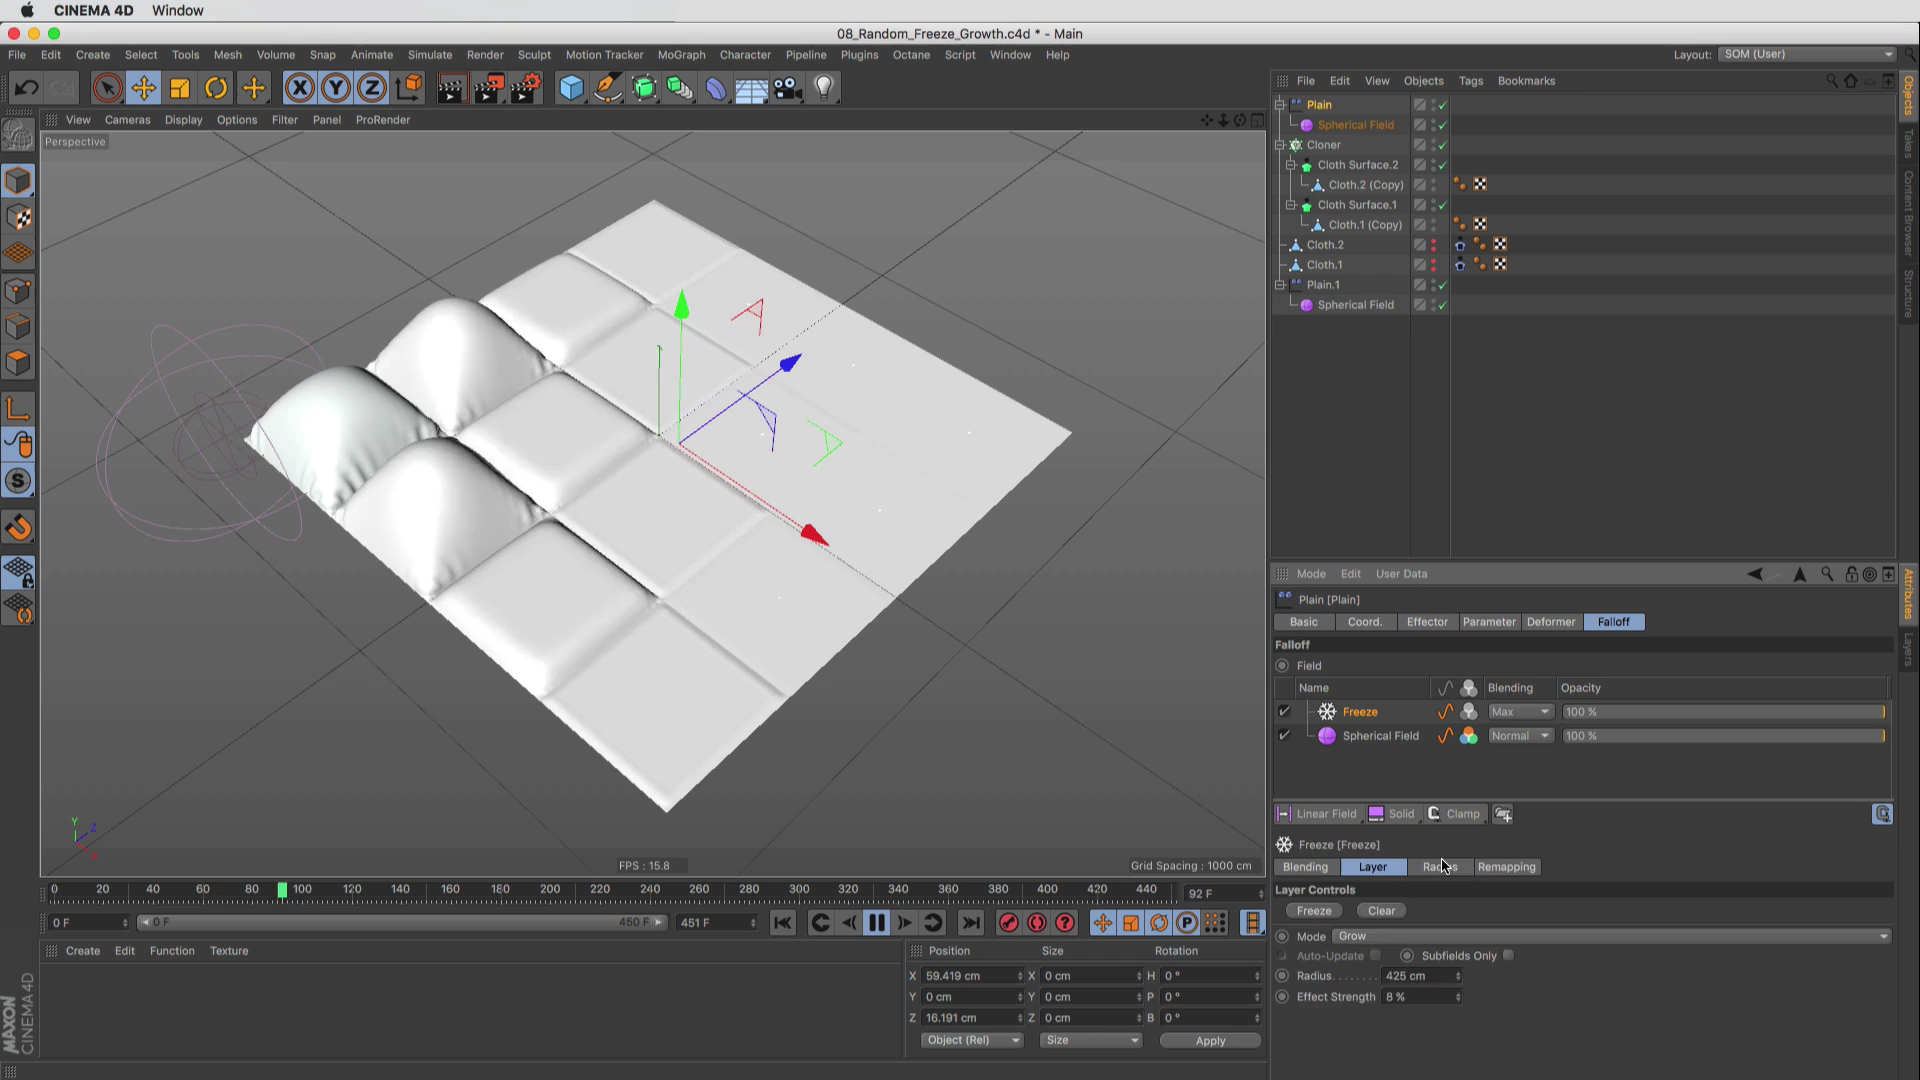 CINEMA 4D Window
08_Random_Freeze_Growth.c4d * - Main
File Edit Create Select Tools Mesh Volume Snap Animate Simulate Render Sculpt Motion Tracker MoGraph Character Pipeline Plugins Octane Script Window Help
Layout: SOM (User)
X Y Z
File Edit View Objects Tags Bookmarks
View Cameras Display Options Filter Panel ProRender
Perspective
Plain
Spherical Field
Cloner
Cloth Surface.2
Cloth.2 (Copy)
Cloth Surface.1
Cloth.1 (Copy)
Cloth.2
Cloth.1
Plain.1
Spherical Field
Objects
Takes
Content Browser
Structure
Mode Edit User Data
Plain [Plain]
Basic Coord. Effector Parameter Deformer Falloff
Falloff
Field
Name Blending Opacity
Freeze Max 100 %
Spherical Field Normal 100 %
Linear Field Solid Clamp
Freeze [Freeze]
Blending Layer Remapping
Layer Controls
Freeze Clear
Mode Grow
Auto-Update Subfields Only
Radius 425 cm
Effect Strength 8 %
Attributes
Layers
S
Y
Z
X
FPS : 15.8
Grid Spacing : 1000 cm
0 20 40 60 80 100 120 140 160 180 200 220 240 260 280 300 320 340 360 380 400 420 440
92 F
0 F
0 F
450 F
451 F
P
Create Edit Function Texture
Position Size Rotation
X 59.419 cm X 0 cm H 0 °
Y 0 cm Y 0 cm P 0 °
Z 16.191 cm Z 0 cm B 0 °
Object (Rel) Size Apply
MAXON
CINEMA 4D